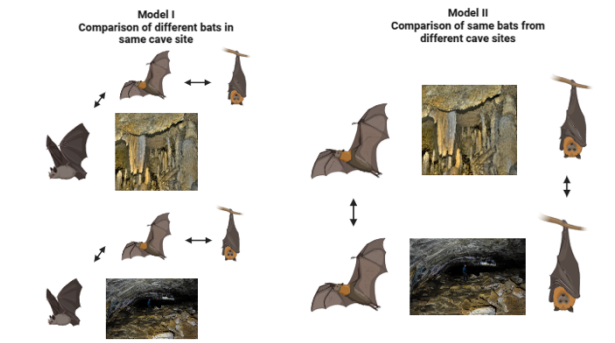 Model I
Comparison of different bats in
same cave site
Model II
Comparison of same bats from
different cave sites